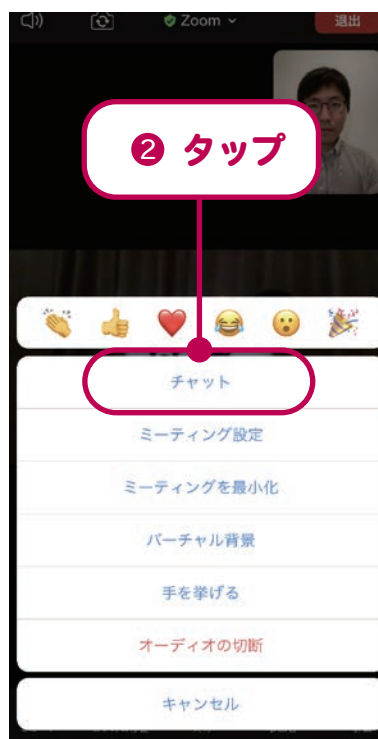 Zoom
退出
❷ タップ
チャット
ミーティング設定
ミーティングを最小化
バーチャル背景
手を挙げる
オーディオの切断
キャンセル